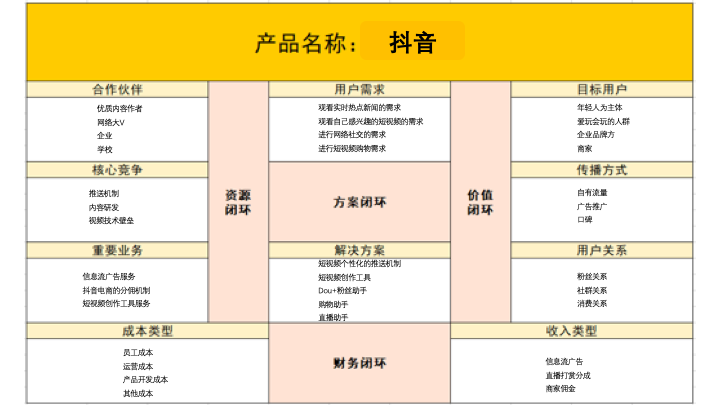 产品名称：抖音
合作伙伴
优质内容作者
网络大V
企业
学校
核心竞争
推送机制
内容研发
视频技术壁垒
重要业务
信息流广告服务
抖音电商的分佣机制
短视频创作工具服务
资源
闭环
用户需求
观看实时热点新闻的需求
观看自己感兴趣的短视频的需求
进行网络社交的需求
进行短视频购物需求
方案闭环
解决方案
短视频个性化的推送机制
短视频创作工具
Dou+粉丝助手
购物助手
直播助手
价值
闭环
目标用户
年轻人为主体
爱玩会玩的人群
企业品牌方
商家
传播方式
自有流量
广告推广
口碑
用户关系
粉丝关系
社群关系
消费关系
成本类型
员工成本
运营成本
产品开发成本
其他成本
财务闭环
收入类型
信息流广告
直播打赏分成
商家佣金